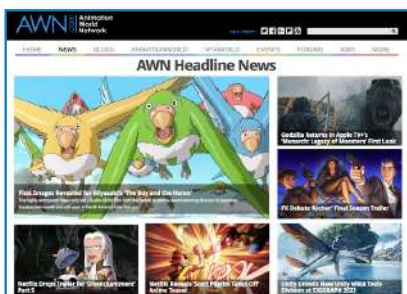 AWN.COM Animation
World
Network
HOME NEWS BLOGS ANIMATIONWORLD VFXWORLD EVENTS FORUMS JOBS MORE
AWN Headline News
First Images Revealed for Miyazaki's 'The Boy and the Heron'
Godzilla Returns in Apple TV+'s
'Monarch: Legacy of Monsters' First Look
FX Debuts 'Archer' Final Season Trailer
Netflix Drops Trailer for 'Disenchantment'
Part 5
Netflix Reveals 'Scott Pilgrim Takes Off'
Anime Teaser
Unity Unveils New Unity Wētā Tools
Division at SIGGRAPH 2023